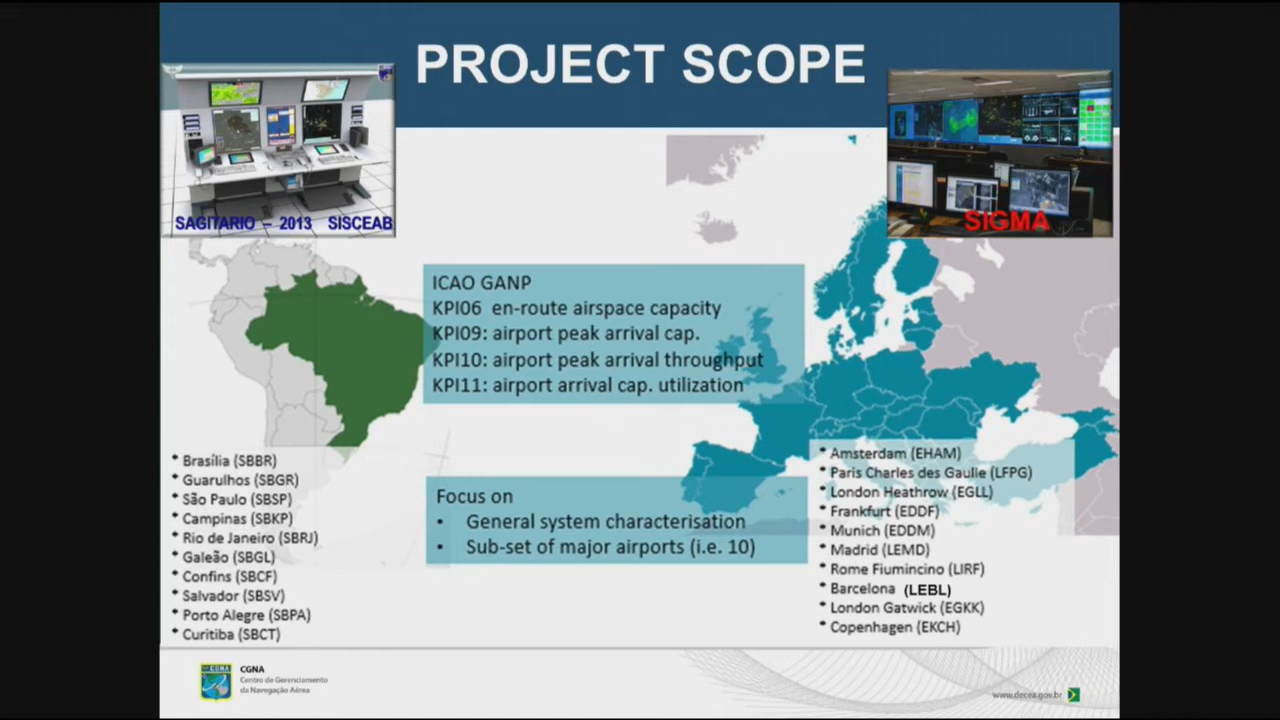 PROJECT SCOPE
SAGITARIO – 2013 SISCEAB
SIGMA
ICAO GANP
KPI06 en-route airspace capacity
KPI09: airport peak arrival cap.
KPI10: airport peak arrival throughput
KPI11: airport arrival cap. utilization
* Brasília (SBBR)
* Guarulhos (SBGR)
* São Paulo (SBSP)
* Campinas (SBKP)
* Rio de Janeiro (SBRJ)
* Galeão (SBGL)
* Confins (SBCF)
* Salvador (SBSV)
* Porto Alegre (SBPA)
* Curitiba (SBCT)
Focus on
• General system characterisation
• Sub-set of major airports (i.e. 10)
* Amsterdam (EHAM)
* Paris Charles des Gaulle (LFPG)
* London Heathrow (EGLL)
* Frankfurt (EDDF)
* Munich (EDDM)
* Madrid (LEMD)
* Rome Fiumincino (LIRF)
* Barcelona (LEBL)
* London Gatwick (EGKK)
* Copenhagen (EKCH)
CGNA
CGNA
Centro de Gerenciamento
da Navegação Aérea
www.decea.gov.br